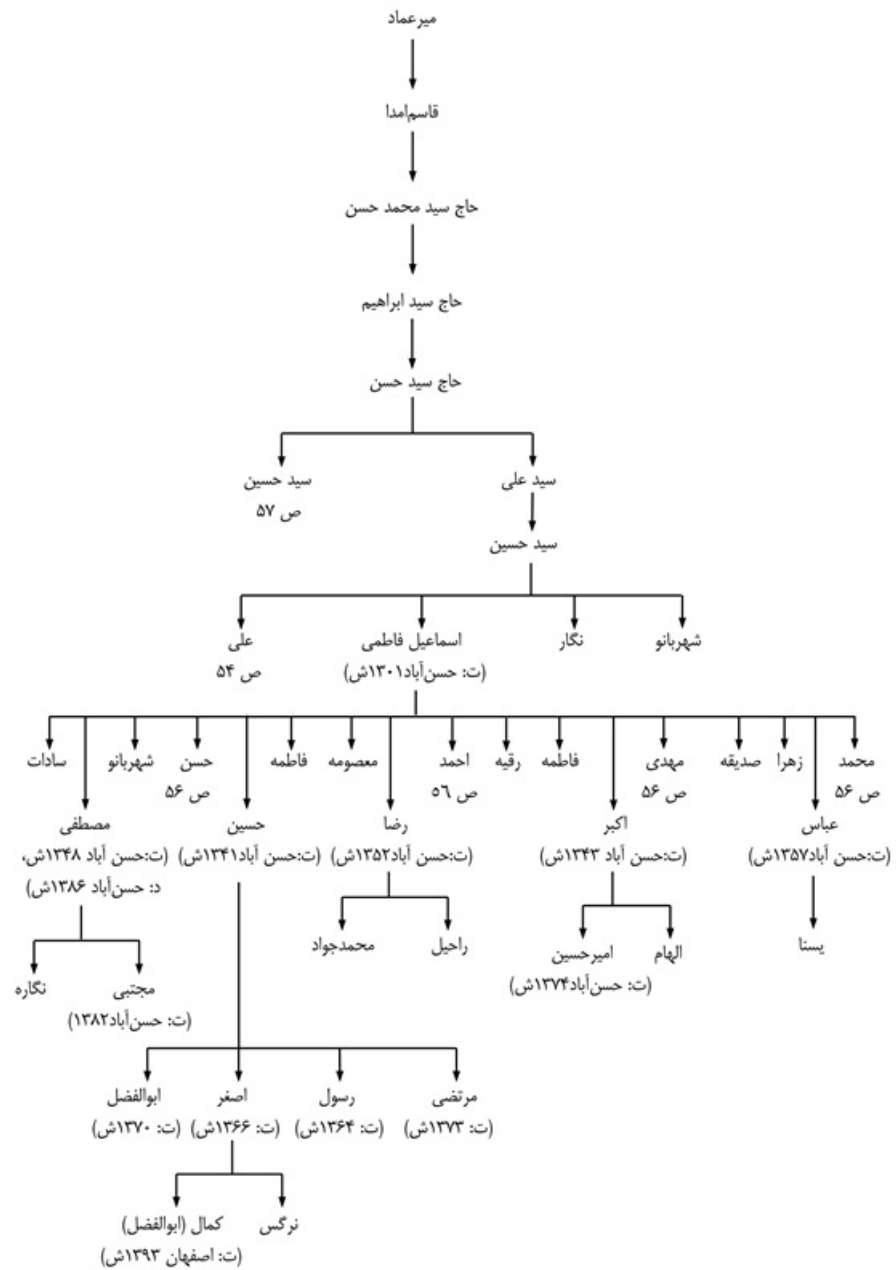 میرعماد
قاسم‌امدا
حاج سید محمد حسن
حاج سید ابراهیم
حاج سید حسن
سید علی
سید حسین
ص ۵۷
سید حسین
شهربانو
نگار
اسماعیل فاطمی
(ت: حسن‌آباد۱۳۰۱ش)
علی
ص ۵۴
محمد
ص ۵۶
عباس
(ت:حسن آباد۱۳۵۷ش)
زهرا
صدیقه
مهدی
ص ۵۶
اکبر
(ت:حسن آباد ۱۳۴۳ش)
فاطمه
رقیه
احمد
ص ٥٦
رضا
(ت:حسن آباد۱۳۵۲ش)
معصومه
فاطمه
حسین
(ت:حسن آباد۱۳۴۱ش)
حسن
ص ۵۶
شهربانو
مصطفی
(ت:حسن آباد ۱۳۴۸ش،
د: حسن‌آباد ۱۳۸۶ش)
سادات
یسنا
الهام
امیرحسین
(ت: حسن‌آباد۱۳۷۴ش)
راحیل
محمدجواد
مجتبی
(ت: حسن‌آباد۱۳۸۲)
نگاره
مرتضی
(ت: ۱۳۷۳ش)
رسول
(ت: ۱۳۶۴ش)
اصغر
(ت: ۱۳۶۶ش)
ابوالفضل
(ت: ۱۳۷۰ش)
نرگس
کمال (ابوالفضل)
(ت: اصفهان ۱۳۹۳ش)